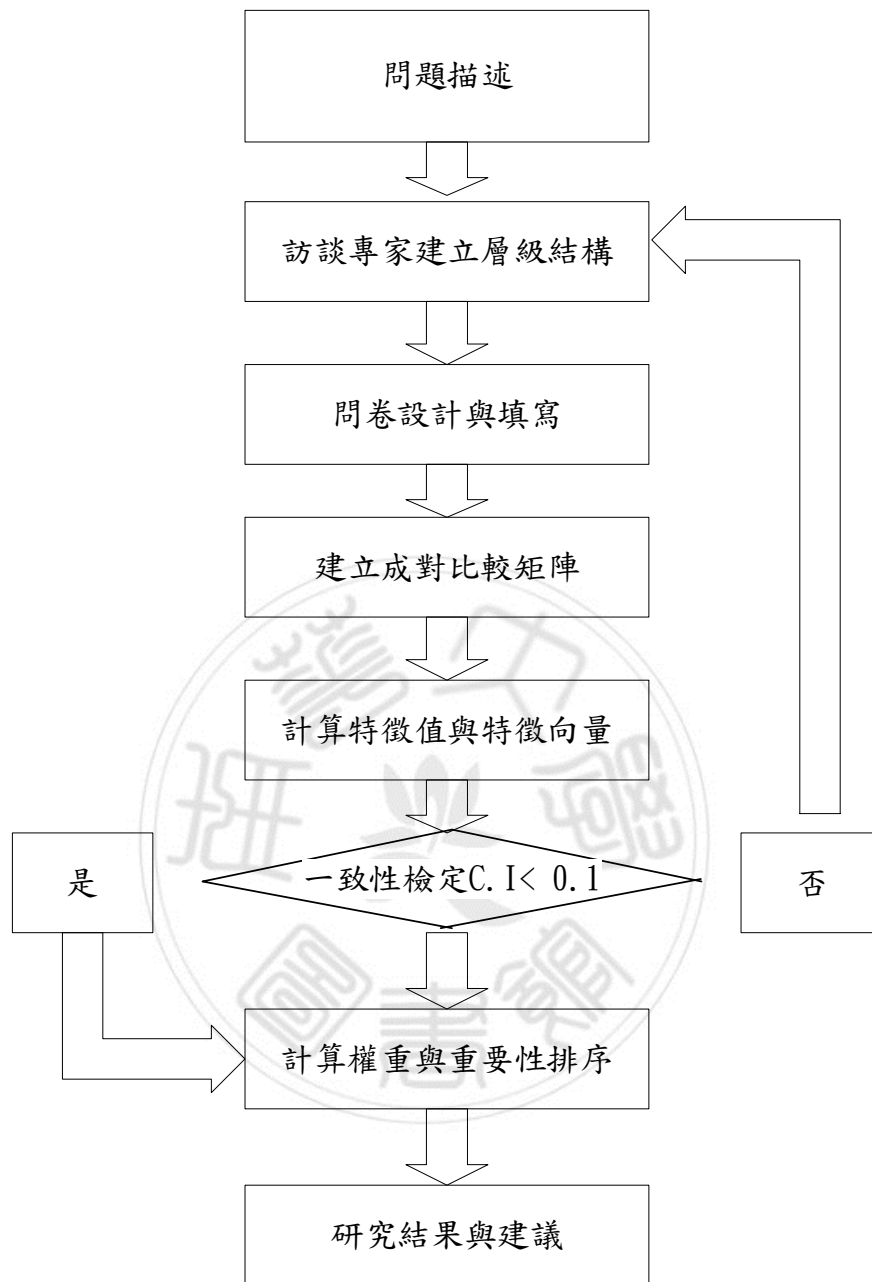 問題描述
訪談專家建立層級結構
問卷設計與填寫
建立成對比較矩陣
計算特徵值與特徵向量
是
一致性檢定C.I< 0.1
否
計算權重與重要性排序
研究結果與建議